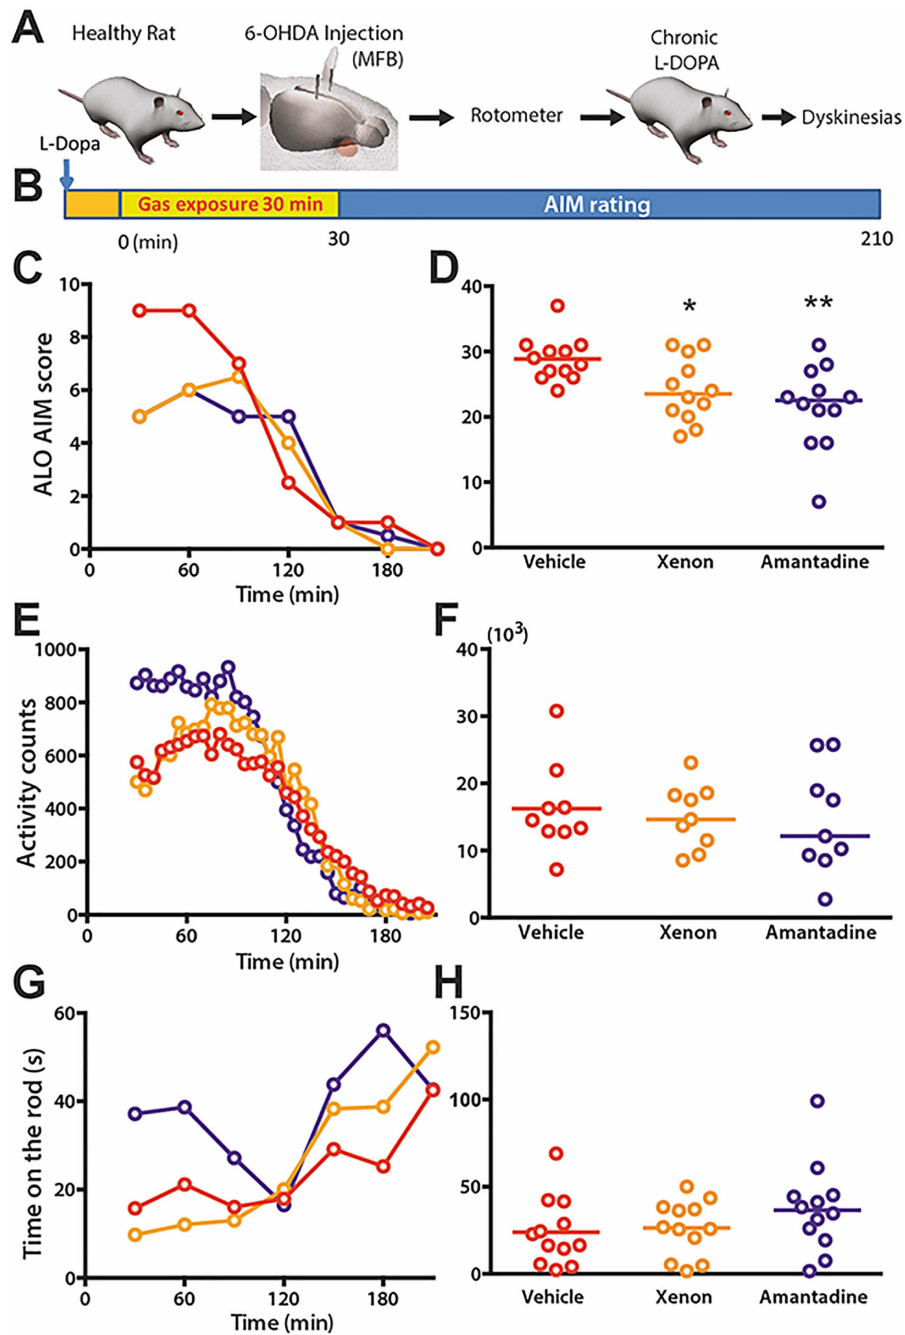 A
Healthy Rat
6-OHDA Injection
(MFB)
Chronic
L-DOPA
Rotometer
Dyskinesias
L-Dopa
B
Gas exposure 30 min
AIM rating
0 (min)
30
210
C
ALO AIM score
10
8
6
4
2
0
0
60
120
180
Time (min)
D
40
30
20
10
0
*
**
Vehicle
Xenon
Amantadine
E
Activity counts
1000
800
600
400
200
0
0
60
120
180
Time (min)
F
(10³)
40
30
20
10
0
Vehicle
Xenon
Amantadine
G
Time on the rod (s)
60
40
20
0
0
60
120
180
Time (min)
H
150
100
50
0
Vehicle
Xenon
Amantadine